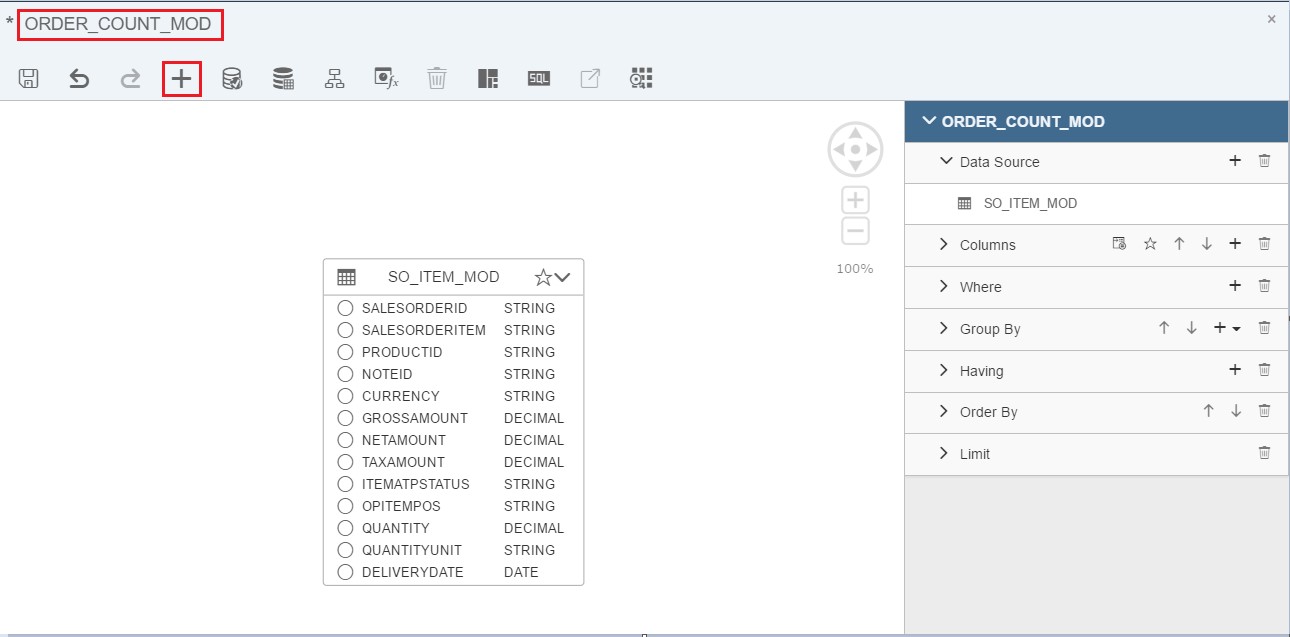 * ORDER_COUNT_MOD ×
SQL
ORDER_COUNT_MOD
Data Source
SO_ITEM_MOD
Columns
Where
Group By
Having
Order By
Limit
100%
SO_ITEM_MOD
SALESORDERID STRING
SALESORDERITEM STRING
PRODUCTID STRING
NOTEID STRING
CURRENCY STRING
GROSSAMOUNT DECIMAL
NETAMOUNT DECIMAL
TAXAMOUNT DECIMAL
ITEMATPSTATUS STRING
OPITEMPOS STRING
QUANTITY DECIMAL
QUANTITYUNIT STRING
DELIVERYDATE DATE